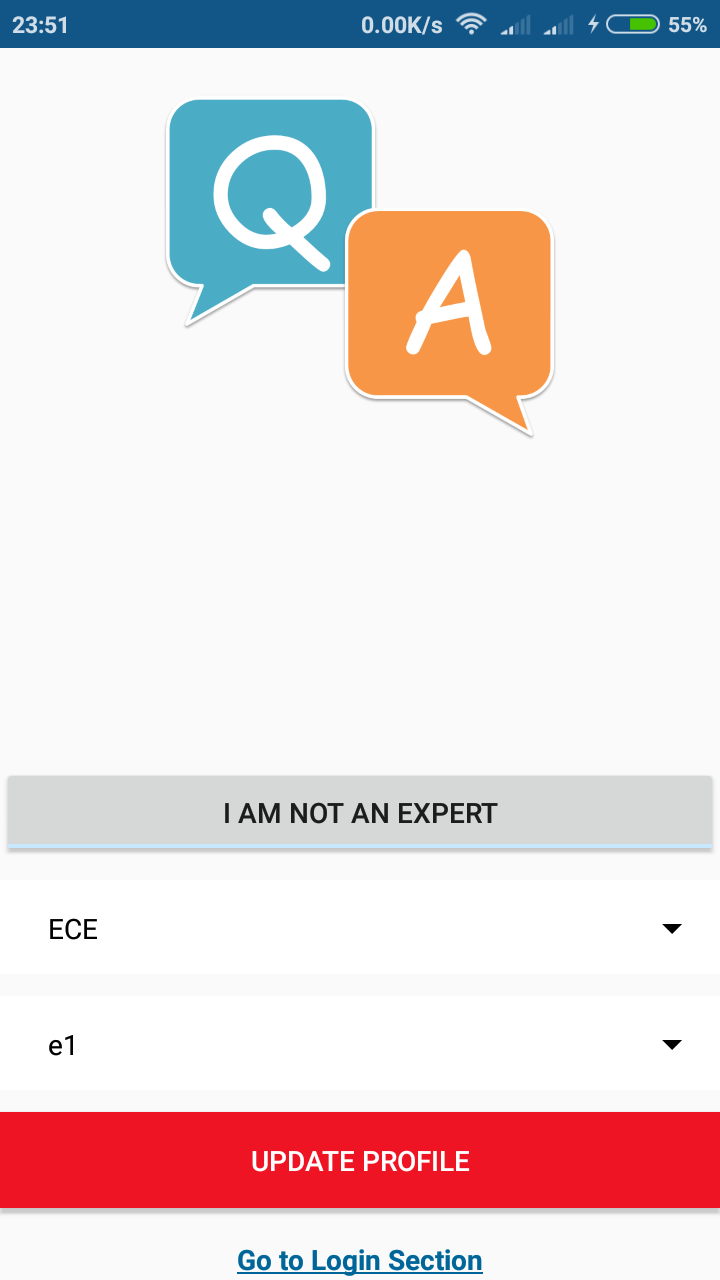 23:51 0.00K/s 55%
Q
A
I AM NOT AN EXPERT
ECE
e1
UPDATE PROFILE
Go to Login Section